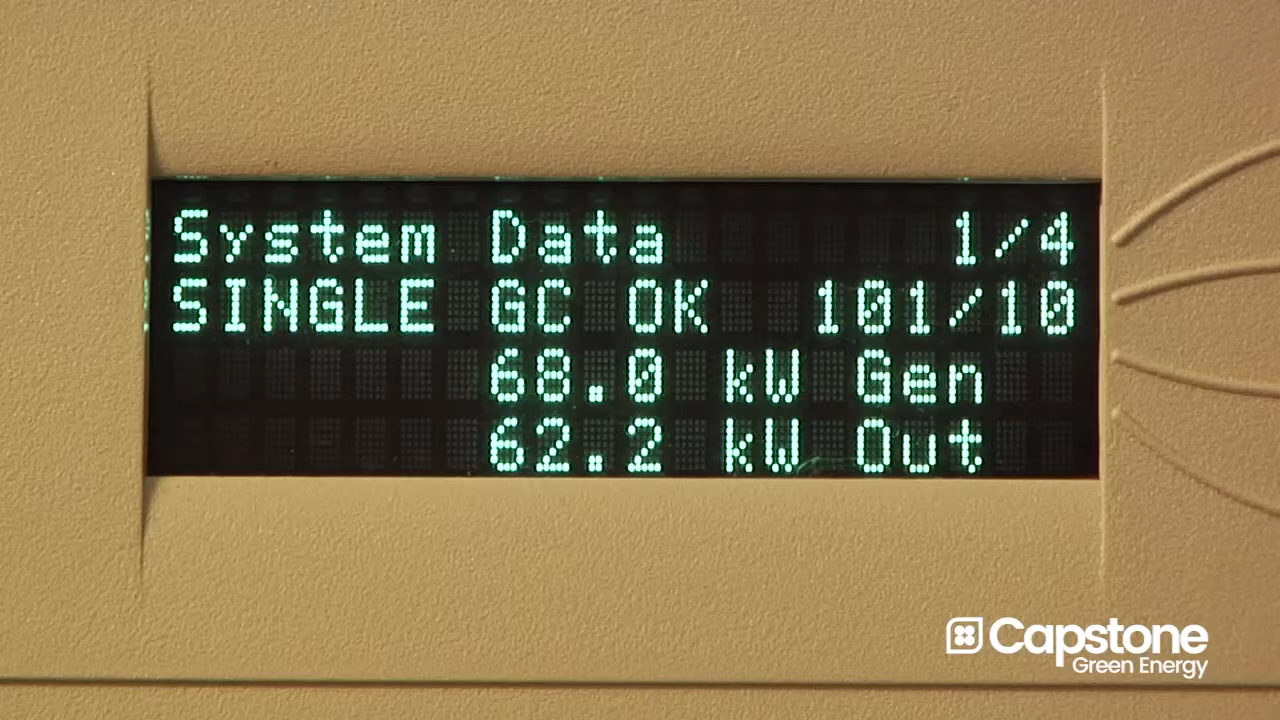 System Data 1/4
SINGLE GC OK 101/10
68.0 kW Gen
62.2 kW Out
Capstone
Green Energy